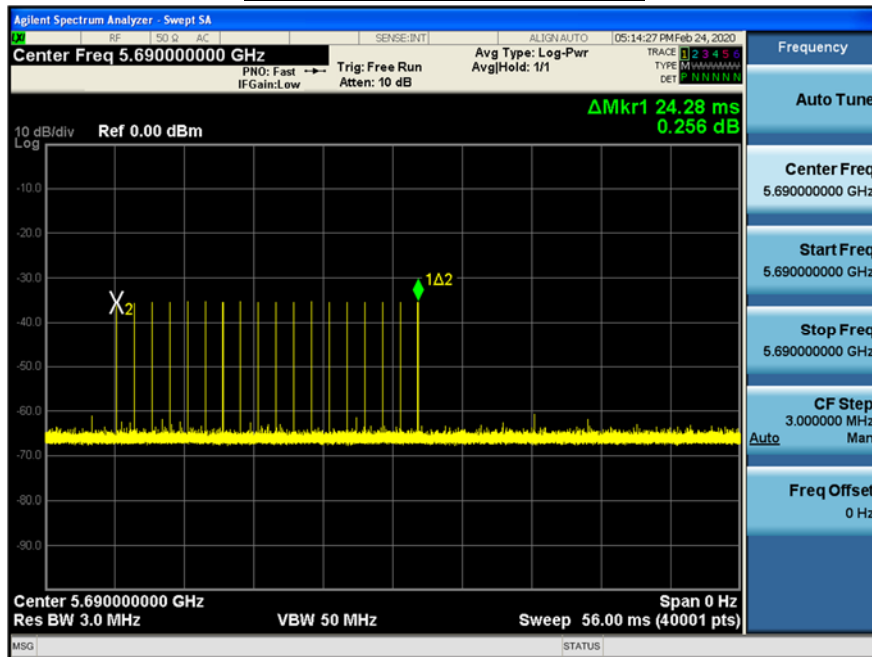 Agilent Spectrum Analyzer - Swept SA
LXI RF 50 Ω AC SENSE:INT ALIGN AUTO 05:14:27 PM Feb 24, 2020
Center Freq 5.690000000 GHz
PNO: Fast
IFGain:Low
Trig: Free Run
Atten: 10 dB
Avg Type: Log-Pwr
Avg|Hold: 1/1
TRACE 1 2 3 4 5 6
TYPE M
DET P N N N N N
ΔMkr1 24.28 ms
0.256 dB
10 dB/div Ref 0.00 dBm
Log
-10.0
-20.0
-30.0
-40.0
-50.0
-60.0
-70.0
-80.0
-90.0
X2
1Δ2
Center 5.690000000 GHz Span 0 Hz
Res BW 3.0 MHz VBW 50 MHz Sweep 56.00 ms (40001 pts)
MSG STATUS
Frequency
Auto Tune
Center Freq
5.690000000 GHz
Start Freq
5.690000000 GHz
Stop Freq
5.690000000 GHz
CF Step
3.000000 MHz
Auto Man
Freq Offset
0 Hz